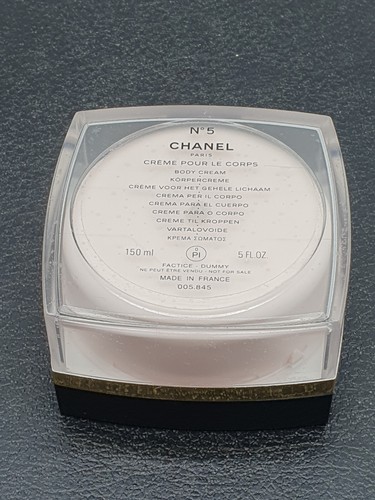 N°5
CHANEL
PARIS
CRÈME POUR LE CORPS
BODY CREAM
KÖRPERCREME
CRÈME VOOR HET GEHELE LICHAAM
CREMA PER IL CORPO
CREMA PARA EL CUERPO
CREME PARA O CORPO
CREME TIL KROPPEN
VARTALOVOIDE
ΚΡΕΜΑ ΣΩΜΑΤΟΣ
150 ml PI 5 FL.OZ.
FACTICE - DUMMY
NE PEUT ÊTRE VENDU - NOT FOR SALE
MADE IN FRANCE
005.845